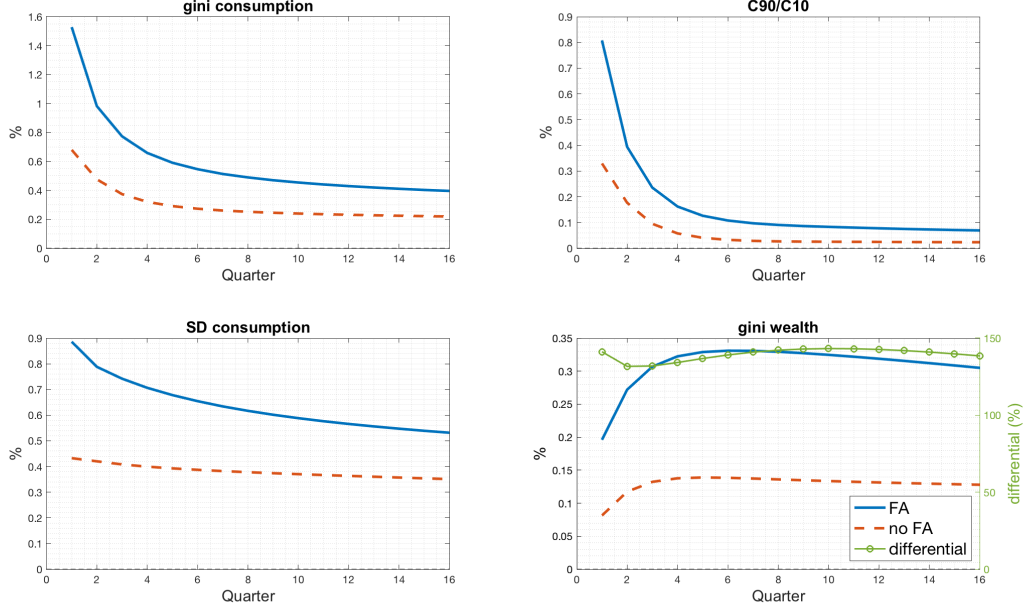 gini consumption
1.6
1.4
1.2
1
0.8
0.6
0.4
0.2
0
%
0 2 4 6 8 10 12 14 16
Quarter
C90/C10
0.9
0.8
0.7
0.6
0.5
0.4
0.3
0.2
0.1
0
%
0 2 4 6 8 10 12 14 16
Quarter
SD consumption
0.9
0.8
0.7
0.6
0.5
0.4
0.3
0.2
0.1
0
%
0 2 4 6 8 10 12 14 16
Quarter
gini wealth
0.35
0.3
0.25
0.2
0.15
0.1
0.05
0
%
0 2 4 6 8 10 12 14 16
Quarter
150
100
50
0
differential (%)
FA
no FA
differential